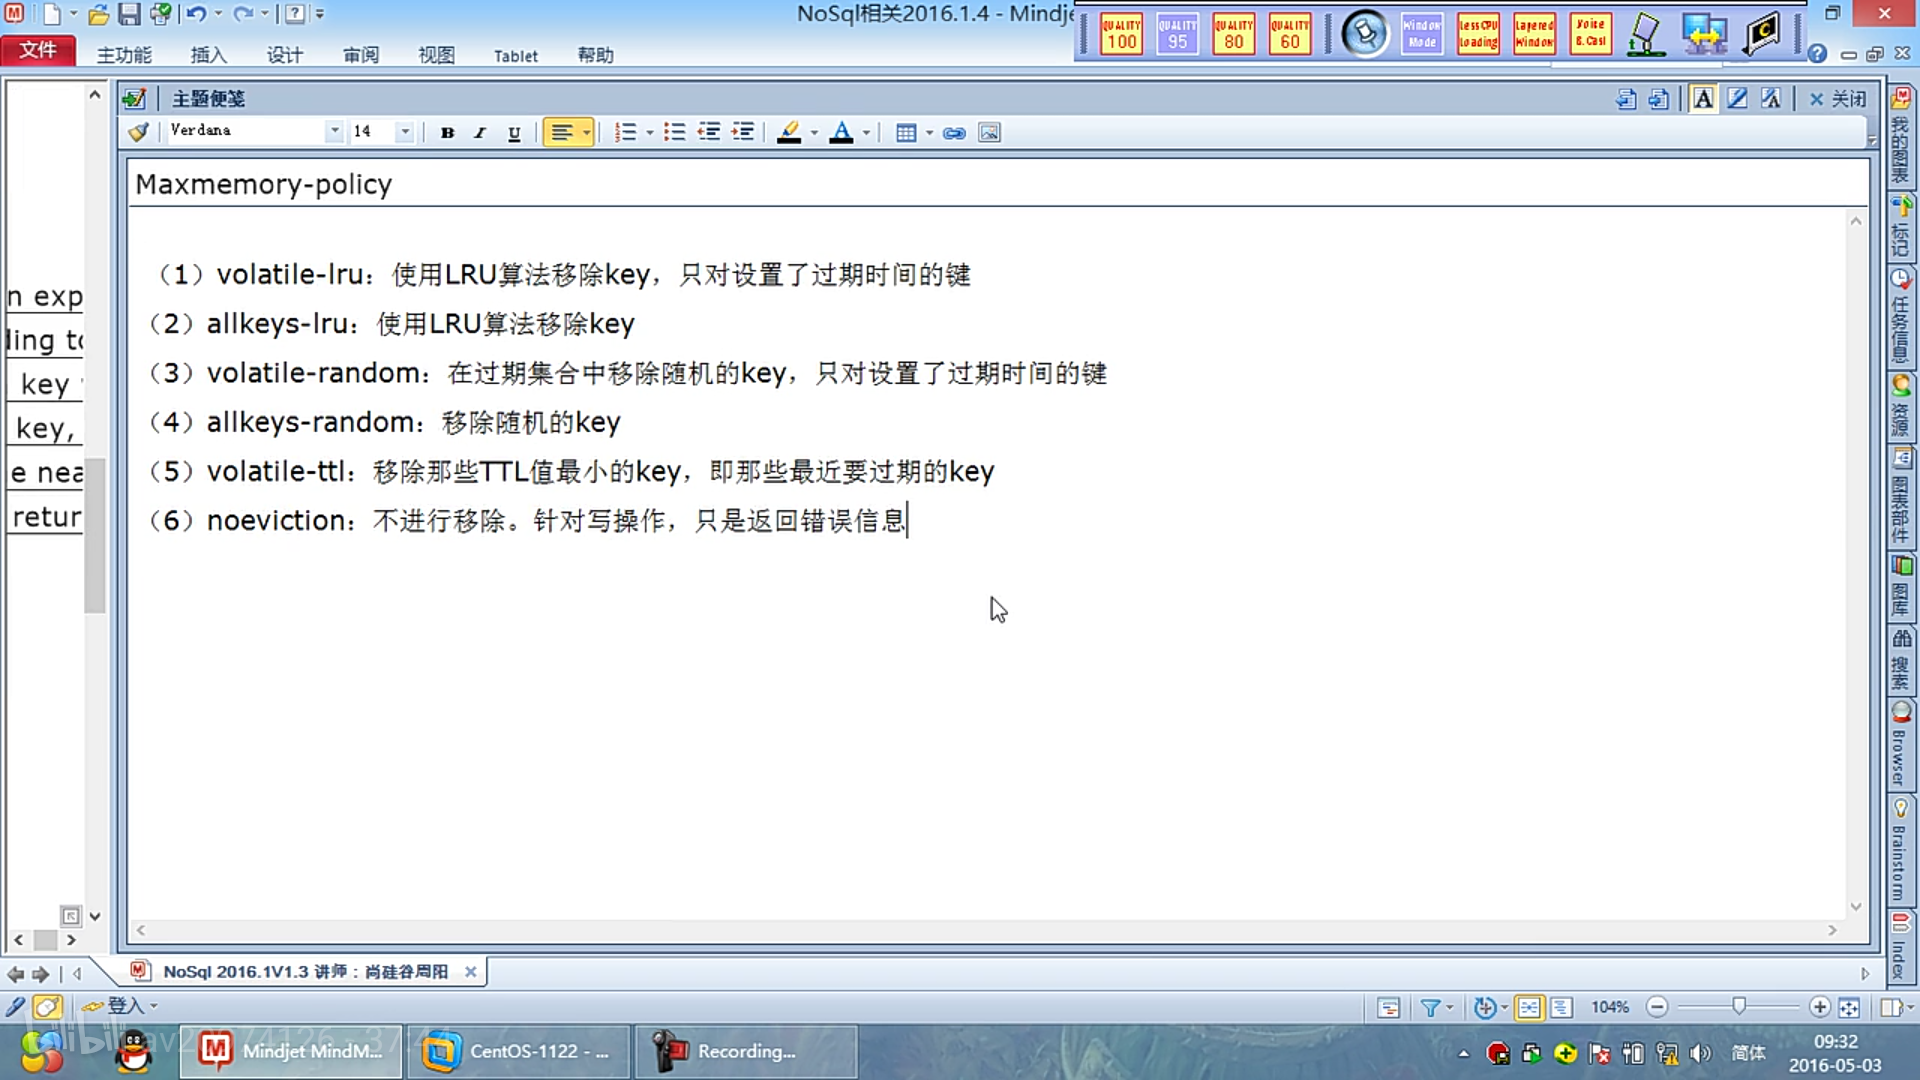 NoSql相关2016.1.4 - Mindje
QUALITY 100
QUALITY 95
QUALITY 80
QUALITY 60
Window Mode
LessCPU Loading
Layered Window
Voice B.Cast
文件 主功能 插入 设计 审阅 视图 Tablet 帮助
主题便笺
关闭
Verdana 14
Maxmemory-policy
（1）volatile-lru：使用LRU算法移除key，只对设置了过期时间的键
（2）allkeys-lru：使用LRU算法移除key
（3）volatile-random：在过期集合中移除随机的key，只对设置了过期时间的键
（4）allkeys-random：移除随机的key
（5）volatile-ttl：移除那些TTL值最小的key，即那些最近要过期的key
（6）noeviction：不进行移除。针对写操作，只是返回错误信息
n exp
ding to
key
key,
e nea
retur
我的图表
标记
任务信息
资源
图表部件
图库
搜索
Browser
Brainstorm
Index
NoSql 2016.1V1.3 讲师：尚硅谷周阳
登入
104%
Mindjet MindM...
CentOS-1122 - ...
Recording...
简体
09:32
2016-05-03